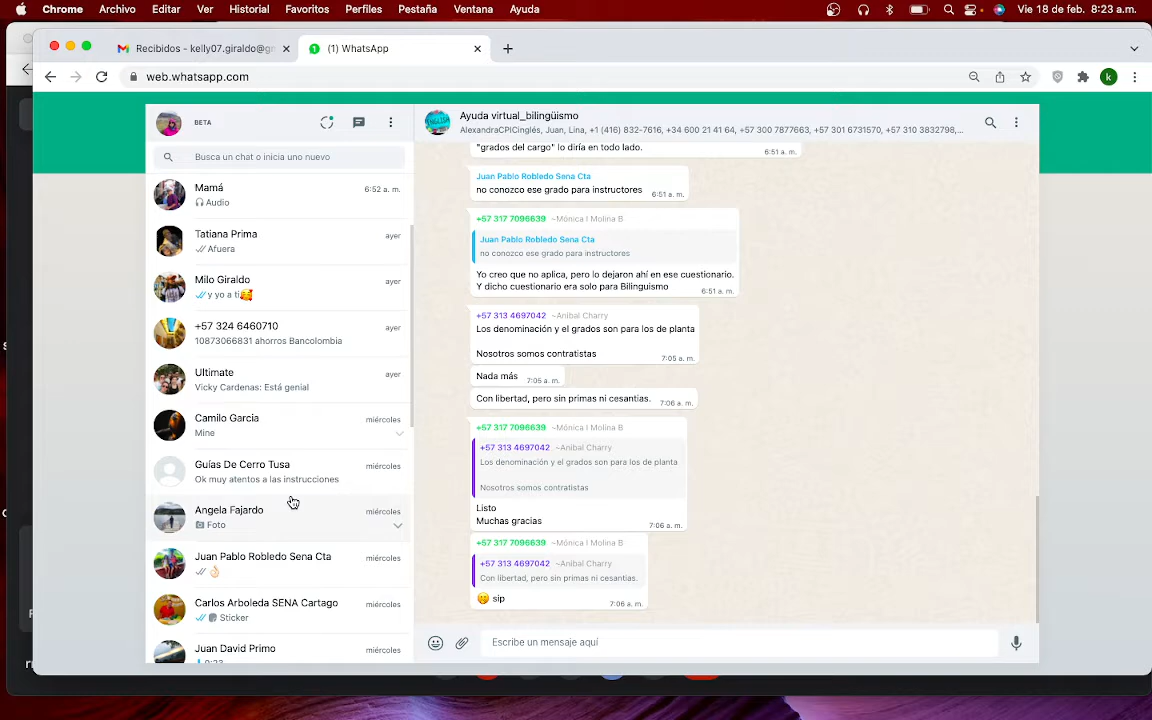 Chrome Archivo Editar Ver Historial Favoritos Perfiles Pestaña Ventana Ayuda Vie 18 de feb. 8:23 a.m.
Recibidos - kelly07.giraldo@gm
(1) WhatsApp
web.whatsapp.com
k
BETA
Busca un chat o inicia uno nuevo
Mamá 6:52 a. m.
Audio
Tatiana Prima ayer
Afuera
Milo Giraldo ayer
y yo a ti🥰
+57 324 6460710 ayer
10873066831 ahorros Bancolombia
Ultimate ayer
Vicky Cardenas: Está genial
Camilo Garcia miércoles
Mine
Guías De Cerro Tusa miércoles
Ok muy atentos a las instrucciones
Angela Fajardo miércoles
Foto
Juan Pablo Robledo Sena Cta miércoles
👌🏻
Carlos Arboleda SENA Cartago miércoles
Sticker
Juan David Primo miércoles
0:23
Ayuda virtual_bilingüismo
AlexandraCPICinglés, Juan, Lina, +1 (416) 832-7616, +34 600 21 41 64, +57 300 7877663, +57 301 6731570, +57 310 3832798,...
"grados del cargo" lo diría en todo lado. 6:51 a. m.
Juan Pablo Robledo Sena Cta
no conozco ese grado para instructores 6:51 a. m.
+57 317 7096639 ~Mónica I Molina B
Juan Pablo Robledo Sena Cta
no conozco ese grado para instructores
Yo creo que no aplica, pero lo dejaron ahí en ese cuestionario.
Y dicho cuestionario era solo para Bilinguismo 6:51 a. m.
+57 313 4697042 ~Anibal Charry
Los denominación y el grados son para los de planta
Nosotros somos contratistas 7:05 a. m.
Nada más 7:05 a. m.
Con libertad, pero sin primas ni cesantias. 7:06 a. m.
+57 317 7096639 ~Mónica I Molina B
+57 313 4697042 ~Anibal Charry
Los denominación y el grados son para los de planta
Nosotros somos contratistas
Listo
Muchas gracias 7:06 a. m.
+57 317 7096639 ~Mónica I Molina B
+57 313 4697042 ~Anibal Charry
Con libertad, pero sin primas ni cesantias.
sip 7:06 a. m.
Escribe un mensaje aquí